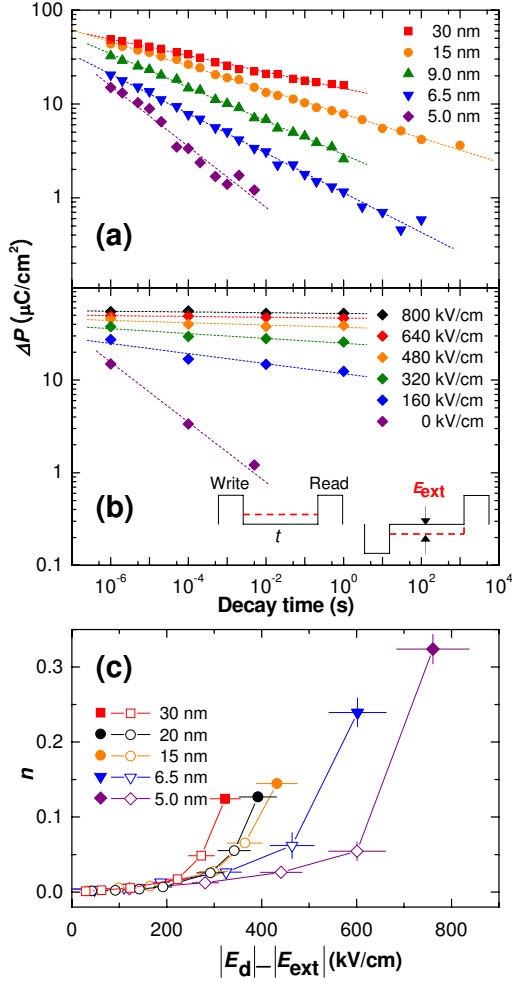 (a)
30 nm
15 nm
9.0 nm
6.5 nm
5.0 nm
100
10
1
ΔP (μC/cm²)
(b)
800 kV/cm
640 kV/cm
480 kV/cm
320 kV/cm
160 kV/cm
0 kV/cm
10
1
0.1
Write
Read
t
E_ext
10⁻⁶ 10⁻⁴ 10⁻² 10⁰ 10² 10⁴
Decay time (s)
(c)
30 nm
20 nm
15 nm
6.5 nm
5.0 nm
0.3
0.2
0.1
0.0
n
0 200 400 600 800
|E_d|−|E_ext| (kV/cm)